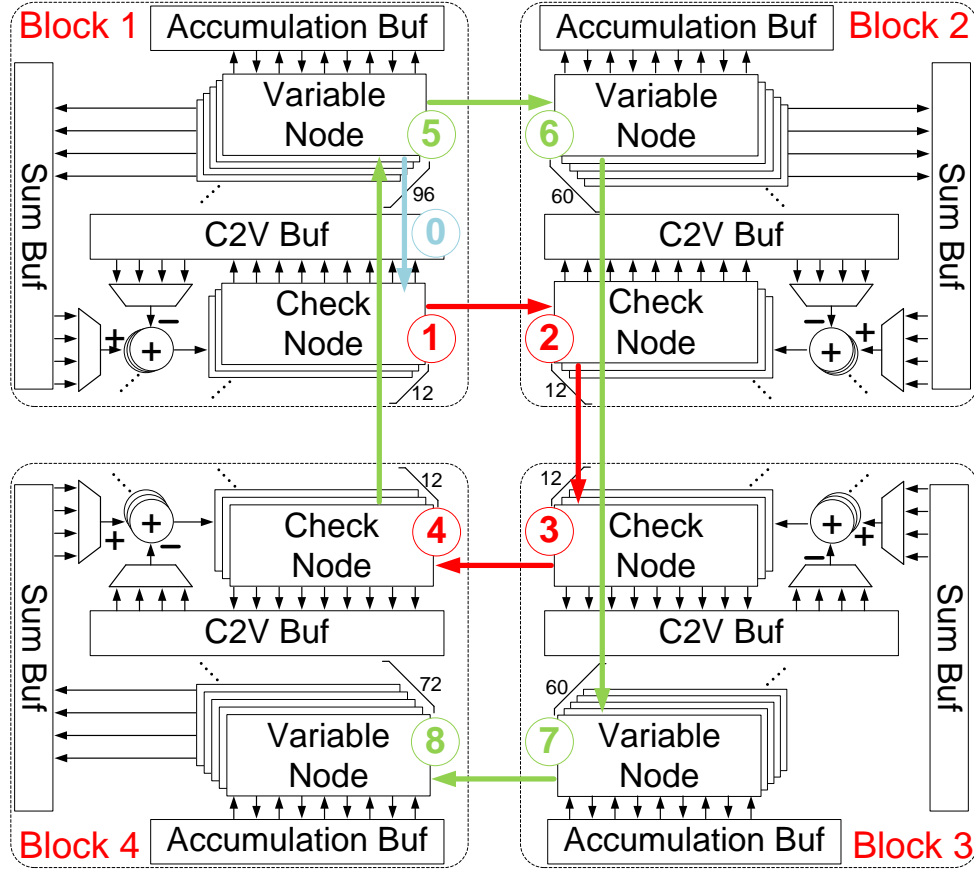 Block 1
Accumulation Buf
Accumulation Buf
Block 2
Sum Buf
Variable
Node
5
6
Variable
Node
Sum Buf
96
60
C2V Buf
0
C2V Buf
+
−
+
Check
Node
1
2
Check
Node
−
+
+
12
12
12
12
Sum Buf
+
+
−
Check
Node
4
3
Check
Node
+
+
−
Sum Buf
C2V Buf
C2V Buf
72
60
Variable
Node
8
7
Variable
Node
Block 4
Accumulation Buf
Accumulation Buf
Block 3